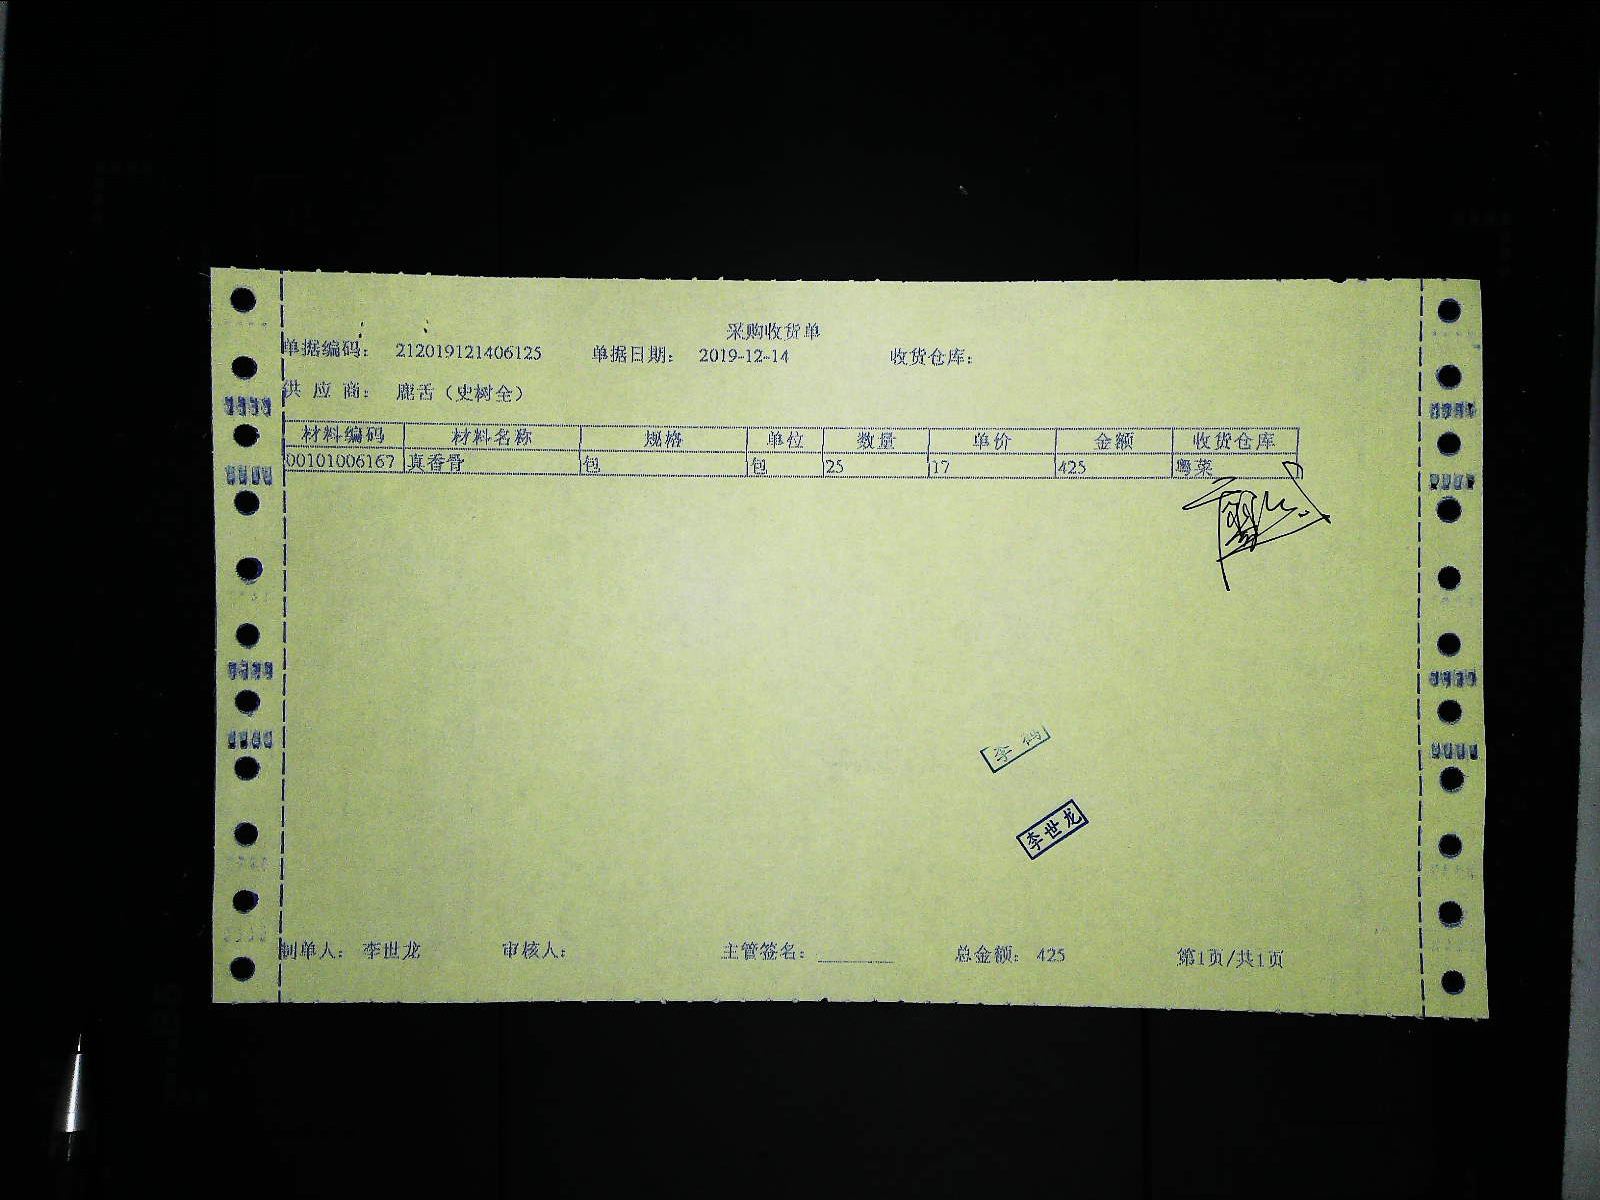 采购收货单
单据编码： 212019121406125 单据日期： 2019-12-14 收货仓库：
供 应 商： 鹿舌（史树全）
材料编码 材料名称 规格 单位 数量 单价 金额 收货仓库
00101006167 真香骨 包 包 25 17 425 粤菜
李
李世龙
制单人： 李世龙 审核人： 主管签名： 总金额： 425 第1页/共1页